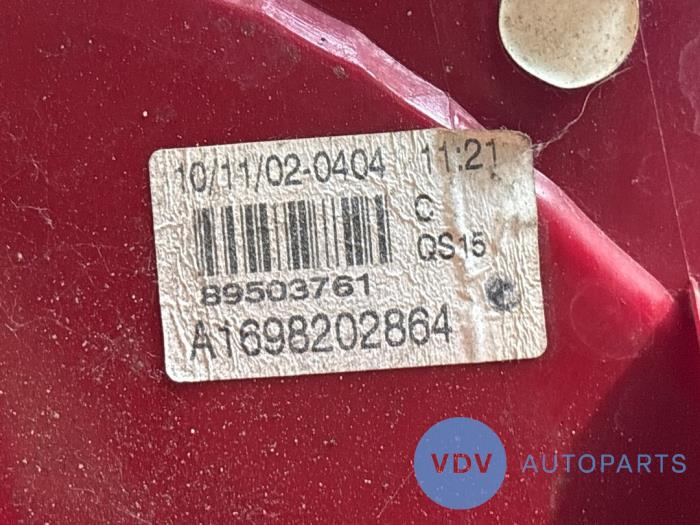 10/11/02-0404 11:21
C
QS15
89503761
A1698202864
VDV AUTOPARTS